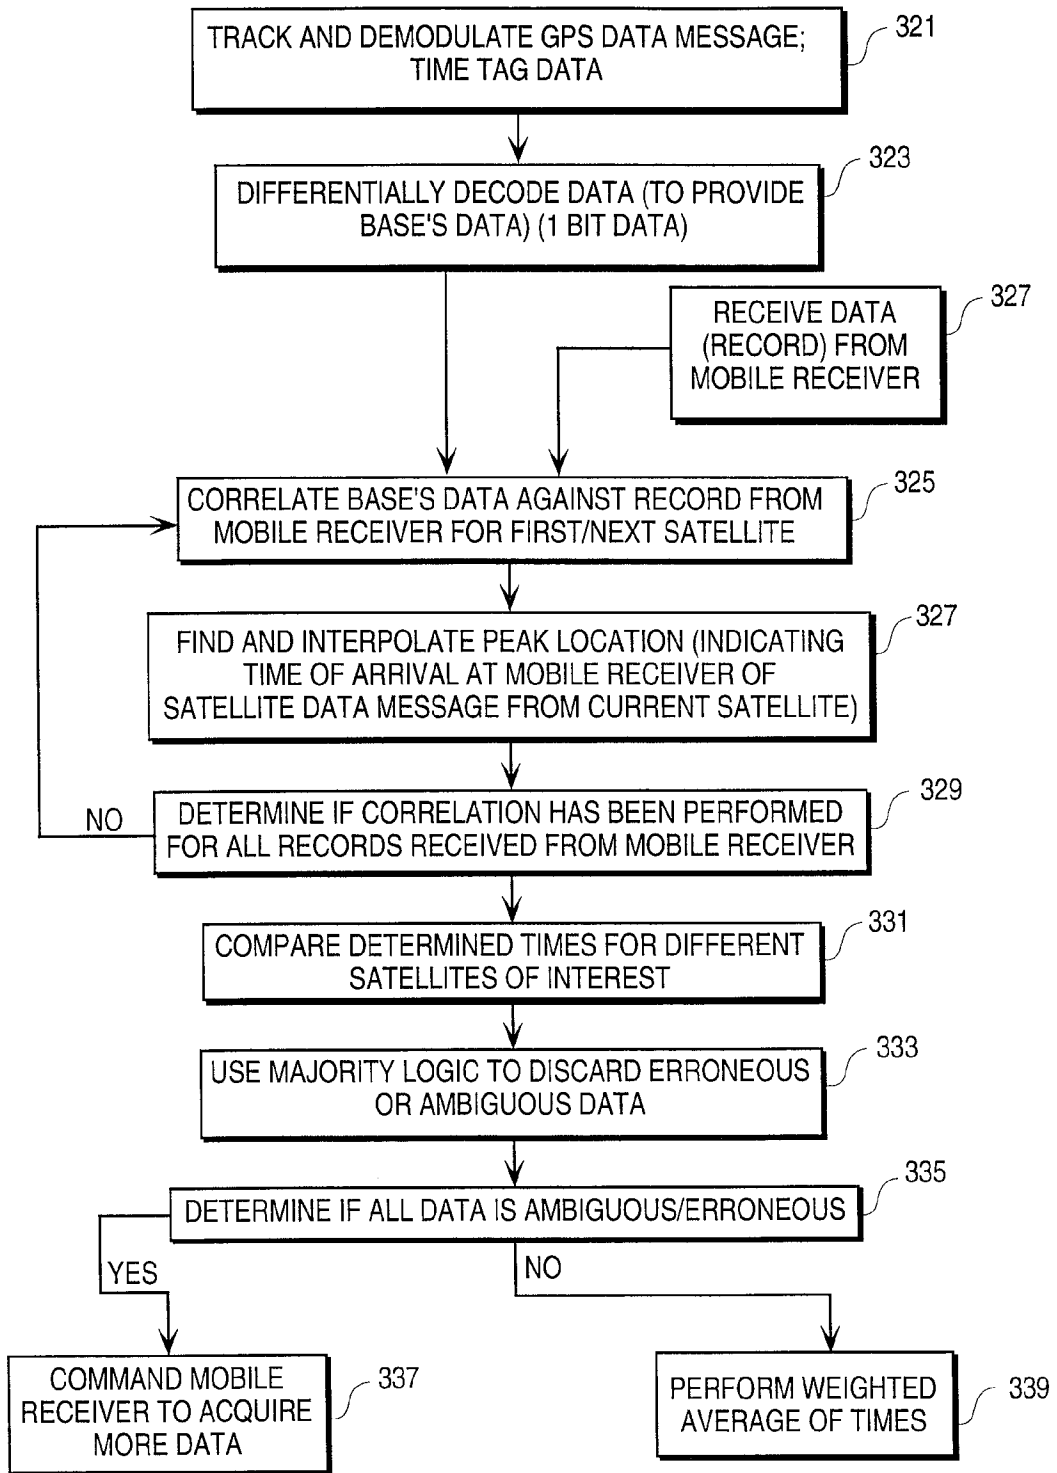 TRACK AND DEMODULATE GPS DATA MESSAGE;
TIME TAG DATA
321
DIFFERENTIALLY DECODE DATA (TO PROVIDE
BASE'S DATA) (1 BIT DATA)
323
RECEIVE DATA
(RECORD) FROM
MOBILE RECEIVER
327
CORRELATE BASE'S DATA AGAINST RECORD FROM
MOBILE RECEIVER FOR FIRST/NEXT SATELLITE
325
FIND AND INTERPOLATE PEAK LOCATION (INDICATING
TIME OF ARRIVAL AT MOBILE RECEIVER OF
SATELLITE DATA MESSAGE FROM CURRENT SATELLITE)
327
NO
DETERMINE IF CORRELATION HAS BEEN PERFORMED
FOR ALL RECORDS RECEIVED FROM MOBILE RECEIVER
329
COMPARE DETERMINED TIMES FOR DIFFERENT
SATELLITES OF INTEREST
331
USE MAJORITY LOGIC TO DISCARD ERRONEOUS
OR AMBIGUOUS DATA
333
DETERMINE IF ALL DATA IS AMBIGUOUS/ERRONEOUS
335
YES
NO
COMMAND MOBILE
RECEIVER TO ACQUIRE
MORE DATA
337
PERFORM WEIGHTED
AVERAGE OF TIMES
339